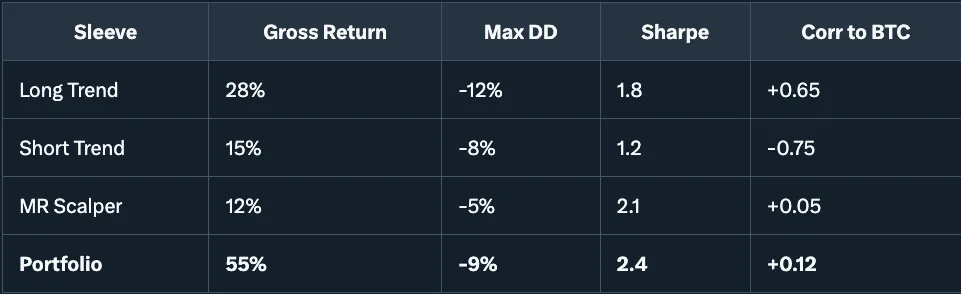 Sleeve Gross Return Max DD Sharpe Corr to BTC
Long Trend 28% -12% 1.8 +0.65
Short Trend 15% -8% 1.2 -0.75
MR Scalper 12% -5% 2.1 +0.05
Portfolio 55% -9% 2.4 +0.12